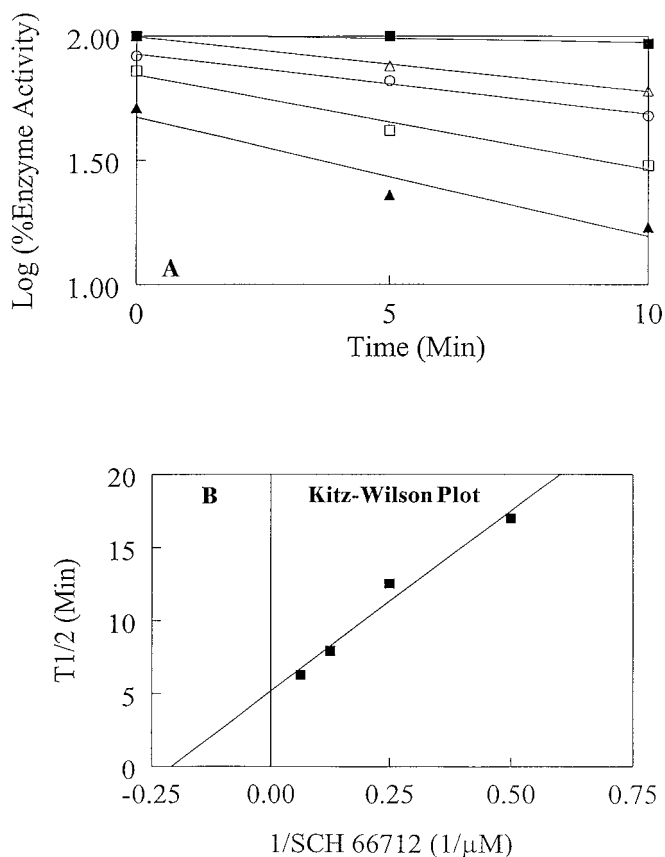 2.00
1.50
1.00
Log (%Enzyme Activity)
A
0
5
10
Time (Min)
20
15
10
5
0
T1/2 (Min)
B
Kitz-Wilson Plot
-0.25
0.00
0.25
0.50
0.75
1/SCH 66712 (1/μM)